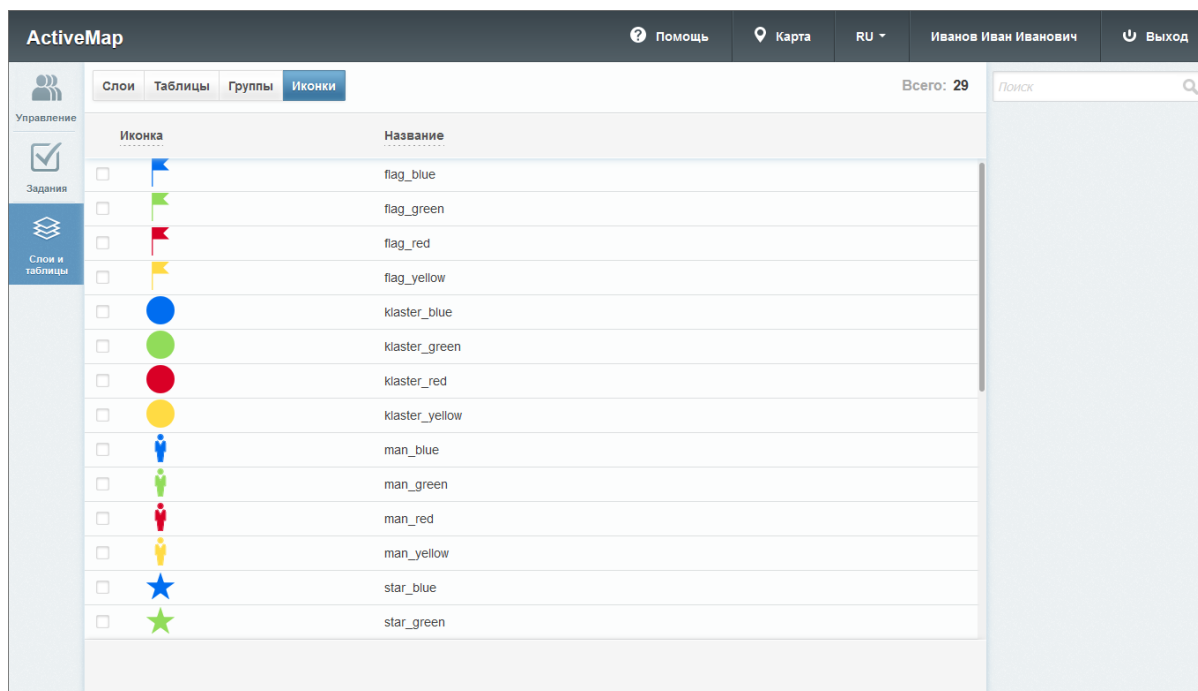 ActiveMap
Помощь
Карта
RU
Иванов Иван Иванович
Выход
Управление
Задания
Слои и
таблицы
Слои Таблицы Группы Иконки
Всего: 29
Поиск
Иконка Название
flag_blue
flag_green
flag_red
flag_yellow
klaster_blue
klaster_green
klaster_red
klaster_yellow
man_blue
man_green
man_red
man_yellow
star_blue
star_green